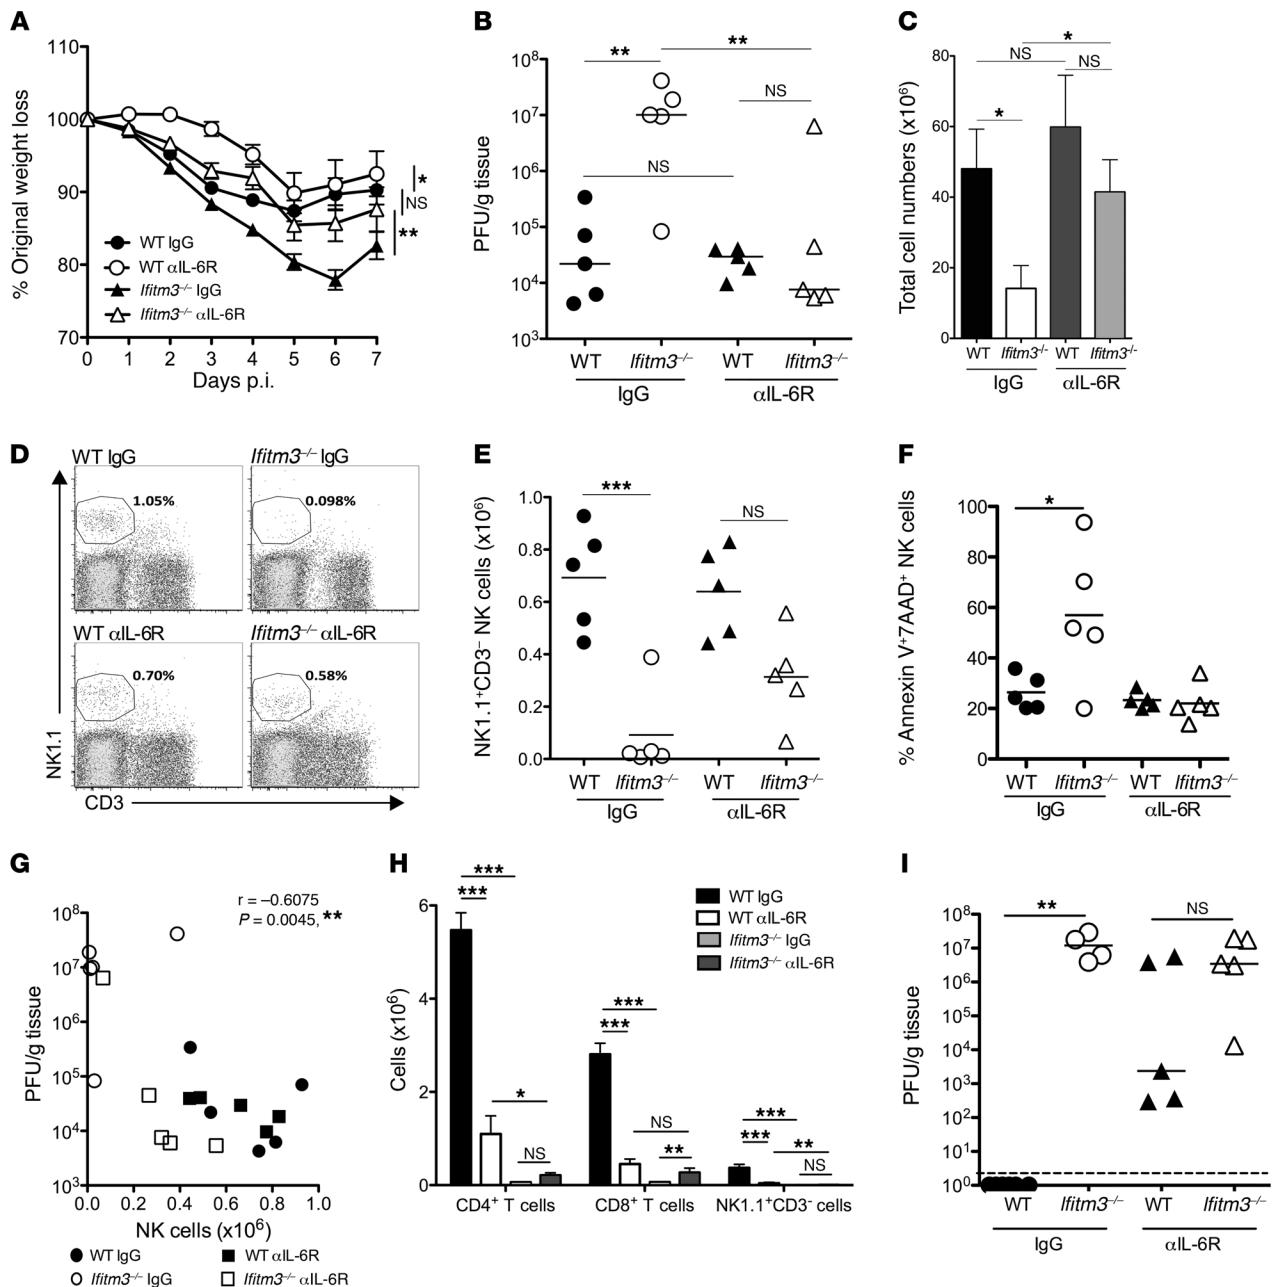 A
% Original weight loss
110
100
90
80
70
0 1 2 3 4 5 6 7
Days p.i.
WT IgG
WT αIL-6R
Ifitm3–/– IgG
Ifitm3–/– αIL-6R
*
NS
**
B
PFU/g tissue
10⁸
10⁷
10⁶
10⁵
10⁴
10³
** **
NS
NS
WT Ifitm3–/– WT Ifitm3–/–
IgG αIL-6R
C
Total cell numbers (x10⁶)
80
60
40
20
0
*
NS NS
*
WT Ifitm3-/- WT Ifitm3-/-
IgG αIL-6R
D
WT IgG Ifitm3–/– IgG
1.05% 0.098%
WT αIL-6R Ifitm3–/– αIL-6R
0.70% 0.58%
NK1.1
CD3
E
NK1.1⁺CD3⁻ NK cells (x10⁶)
1.0
0.8
0.6
0.4
0.2
0.0
*** NS
WT Ifitm3–/– WT Ifitm3–/–
IgG αIL-6R
F
% Annexin V⁺7AAD⁺ NK cells
100
80
60
40
20
0
*
WT Ifitm3–/– WT Ifitm3–/–
IgG αIL-6R
G
r = –0.6075
P = 0.0045, **
PFU/g tissue
10⁸
10⁷
10⁶
10⁵
10⁴
10³
0.0 0.2 0.4 0.6 0.8 1.0
NK cells (x10⁶)
WT IgG WT αIL-6R
Ifitm3–/– IgG Ifitm3–/– αIL-6R
H
Cells (x10⁶)
6
4
2
0
WT IgG
WT αIL-6R
Ifitm3–/– IgG
Ifitm3–/– αIL-6R
***
***
*
NS
***
***
NS
**
***
***
**
NS
CD4⁺ T cells CD8⁺ T cells NK1.1⁺CD3⁻ cells
I
PFU/g tissue
10⁸
10⁷
10⁶
10⁵
10⁴
10³
10²
10¹
10⁰
** NS
WT Ifitm3–/– WT Ifitm3–/–
IgG αIL-6R